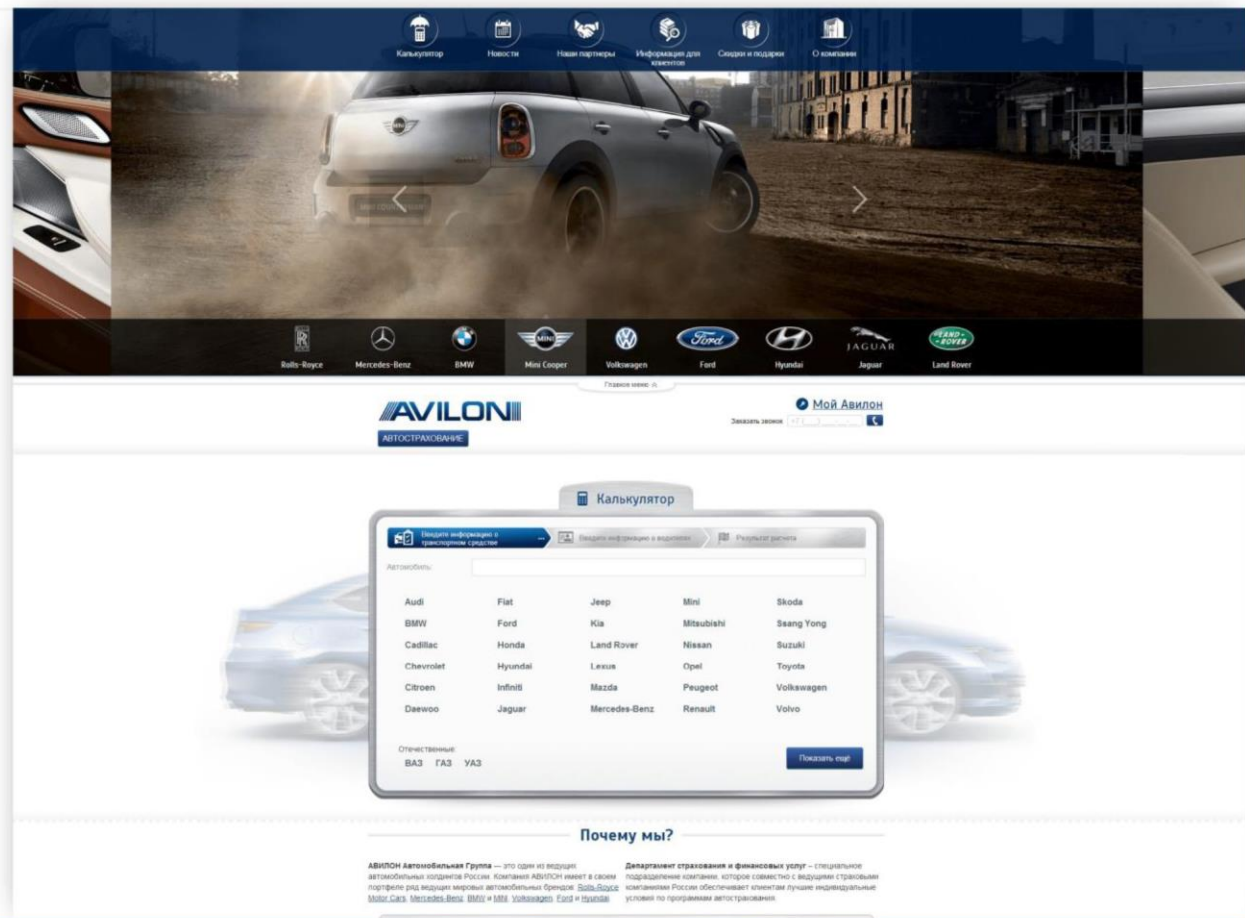 Калькулятор
Новости
Наши партнеры
Информация для
клиентов
Скидки и подарки
О компании
MINI
Rolls-Royce
Mercedes-Benz
BMW
MINI
Mini Cooper
Volkswagen
Ford
Ford
Hyundai
JAGUAR
Jaguar
LAND-
ROVER
Land Rover
Главное меню
AVILON
АВТОСТРАХОВАНИЕ
Мой Авилон
Заказать звонок
Калькулятор
Введите информацию о
транспортном средстве
Введите информацию о водителях
Результат расчета
Автомобиль:
Audi Fiat Jeep Mini Skoda
BMW Ford Kia Mitsubishi Ssang Yong
Cadillac Honda Land Rover Nissan Suzuki
Chevrolet Hyundai Lexus Opel Toyota
Citroen Infiniti Mazda Peugeot Volkswagen
Daewoo Jaguar Mercedes-Benz Renault Volvo
Отечественные:
ВАЗ ГАЗ УАЗ
Показать ещё
Почему мы?
АВИЛОН Автомобильная Группа — это один из ведущих
автомобильных холдингов России. Компания АВИЛОН имеет в своем
портфеле ряд ведущих мировых автомобильных брендов: Rolls-Royce
Motor Cars, Mercedes-Benz, BMW и MINI, Volkswagen, Ford и Hyundai.
Департамент страхования и финансовых услуг – специальное
подразделение компании, которое совместно с ведущими страховыми
компаниями России обеспечивает клиентам лучшие индивидуальные
условия по программам автострахования.